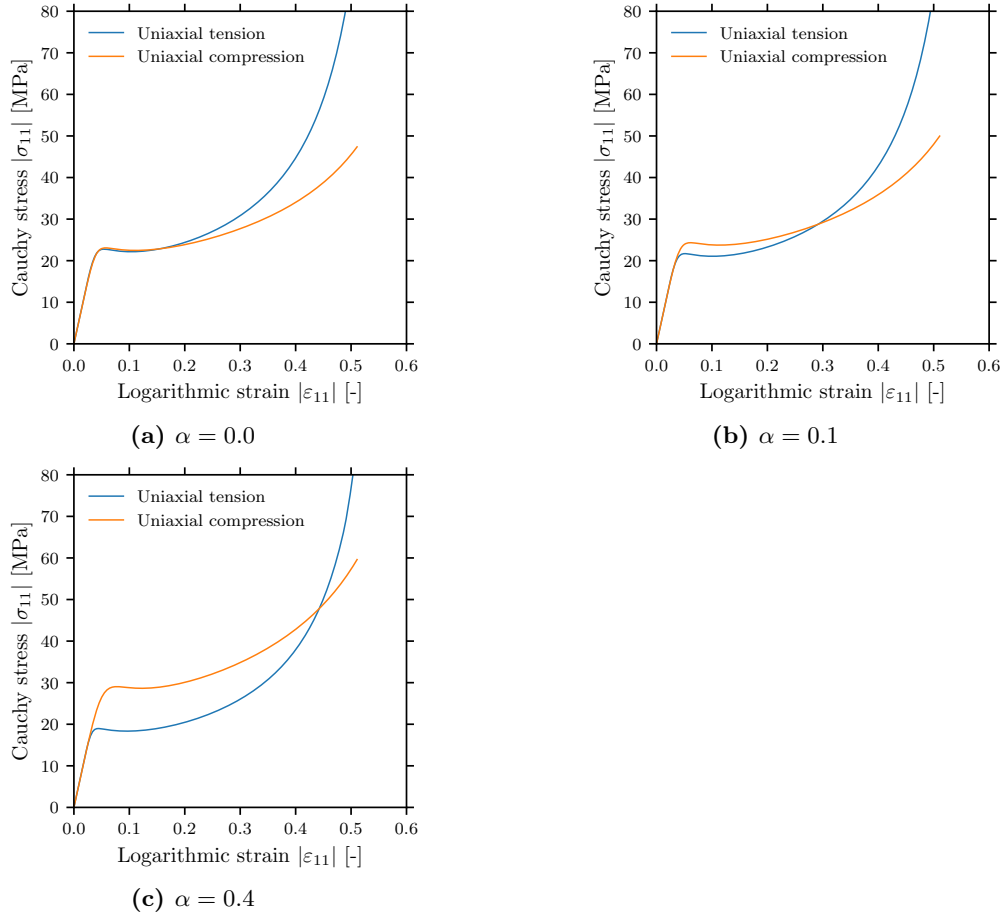 80
70
60
50
40
30
20
10
0
Cauchy stress |σ₁₁| [MPa]
Uniaxial tension
Uniaxial compression
0.0 0.1 0.2 0.3 0.4 0.5 0.6
Logarithmic strain |ε₁₁| [-]
(a) α = 0.0
80
70
60
50
40
30
20
10
0
Cauchy stress |σ₁₁| [MPa]
Uniaxial tension
Uniaxial compression
0.0 0.1 0.2 0.3 0.4 0.5 0.6
Logarithmic strain |ε₁₁| [-]
(b) α = 0.1
80
70
60
50
40
30
20
10
0
Cauchy stress |σ₁₁| [MPa]
Uniaxial tension
Uniaxial compression
0.0 0.1 0.2 0.3 0.4 0.5 0.6
Logarithmic strain |ε₁₁| [-]
(c) α = 0.4